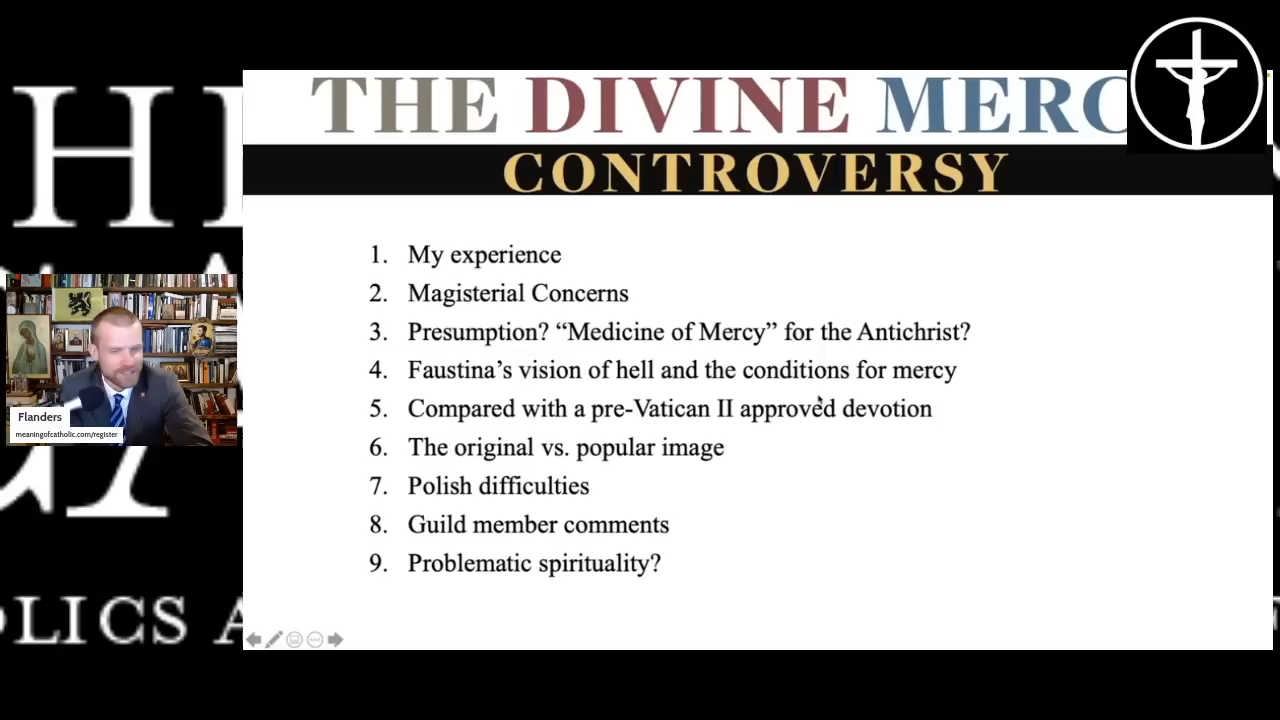 THE DIVINE MERC
CONTROVERSY
1. My experience
2. Magisterial Concerns
3. Presumption? “Medicine of Mercy” for the Antichrist?
4. Faustina’s vision of hell and the conditions for mercy
5. Compared with a pre-Vatican II approved devotion
6. The original vs. popular image
7. Polish difficulties
8. Guild member comments
9. Problematic spirituality?
Flanders
meaningofcatholic.com/register
OLICS A